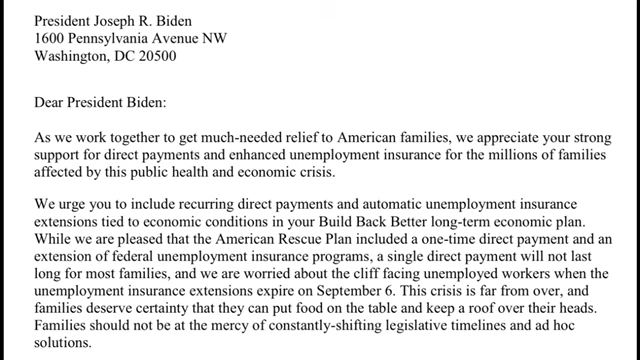 President Joseph R. Biden
1600 Pennsylvania Avenue NW
Washington, DC 20500
Dear President Biden:
As we work together to get much-needed relief to American families, we appreciate your strong
support for direct payments and enhanced unemployment insurance for the millions of families
affected by this public health and economic crisis.
We urge you to include recurring direct payments and automatic unemployment insurance
extensions tied to economic conditions in your Build Back Better long-term economic plan.
While we are pleased that the American Rescue Plan included a one-time direct payment and an
extension of federal unemployment insurance programs, a single direct payment will not last
long for most families, and we are worried about the cliff facing unemployed workers when the
unemployment insurance extensions expire on September 6. This crisis is far from over, and
families deserve certainty that they can put food on the table and keep a roof over their heads.
Families should not be at the mercy of constantly-shifting legislative timelines and ad hoc
solutions.